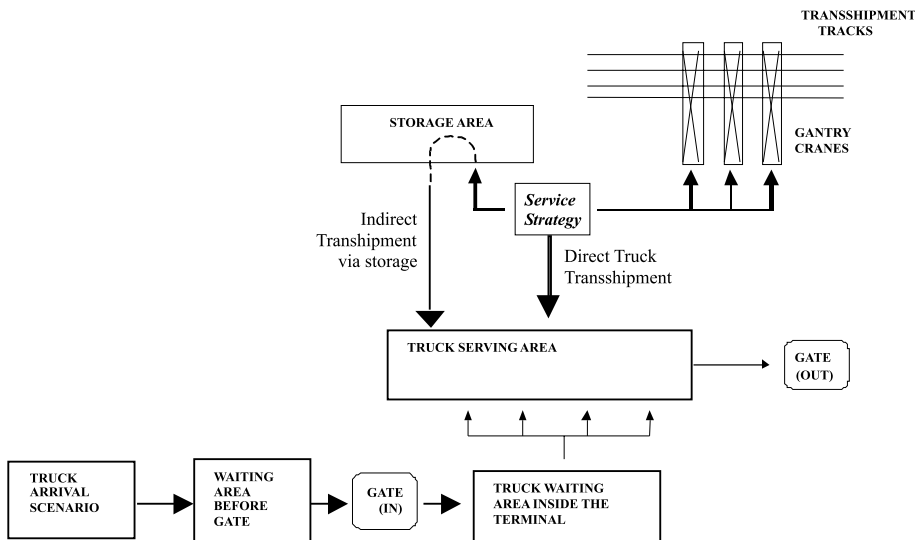 TRANSSHIPMENT
TRACKS
STORAGE AREA
GANTRY
CRANES
Service
Strategy
Indirect
Transhipment
via storage
Direct Truck
Transshipment
TRUCK SERVING AREA
GATE
(OUT)
TRUCK
ARRIVAL
SCENARIO
WAITING
AREA
BEFORE
GATE
GATE
(IN)
TRUCK WAITING
AREA INSIDE THE
TERMINAL